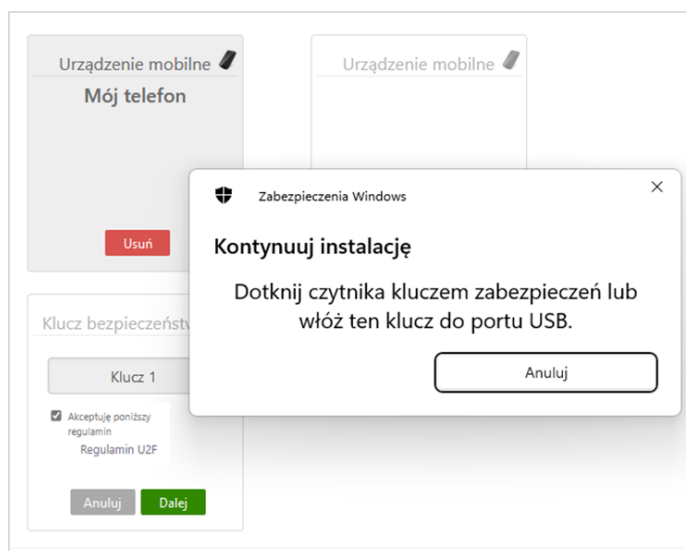 Urządzenie mobilne
Mój telefon
Usuń
Urządzenie mobilne
Zabezpieczenia Windows
Kontynuuj instalację
Dotknij czytnika kluczem zabezpieczeń lub
włóż ten klucz do portu USB.
Anuluj
Klucz bezpieczeństw
Klucz 1
Akceptuję poniższy
regulamin
Regulamin U2F
Anuluj
Dalej